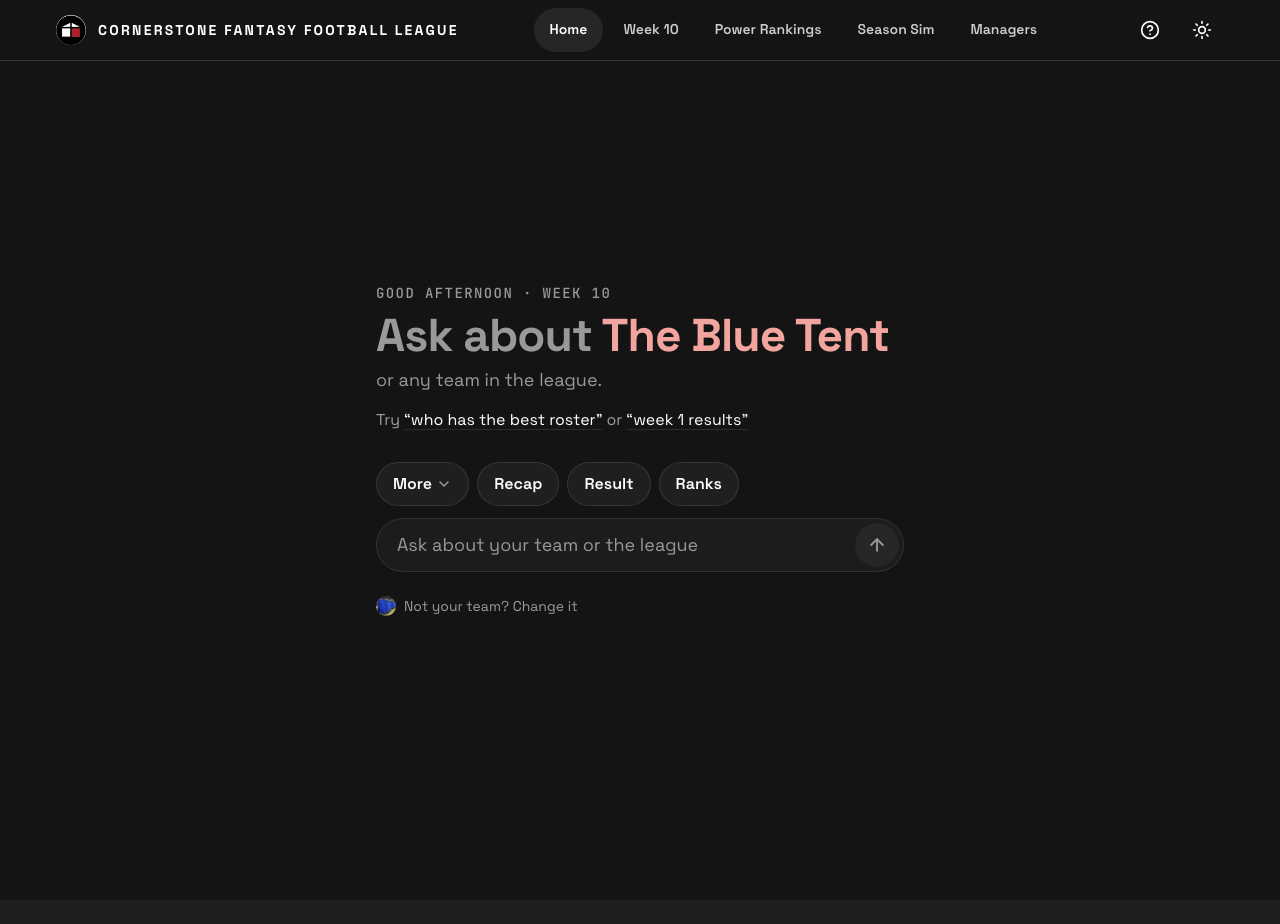 CORNERSTONE FANTASY FOOTBALL LEAGUE
Home
Week 10
Power Rankings
Season Sim
Managers
GOOD AFTERNOON · WEEK 10
Ask about The Blue Tent
or any team in the league.
Try “who has the best roster” or “week 1 results”
More
Recap
Result
Ranks
Ask about your team or the league
Not your team? Change it